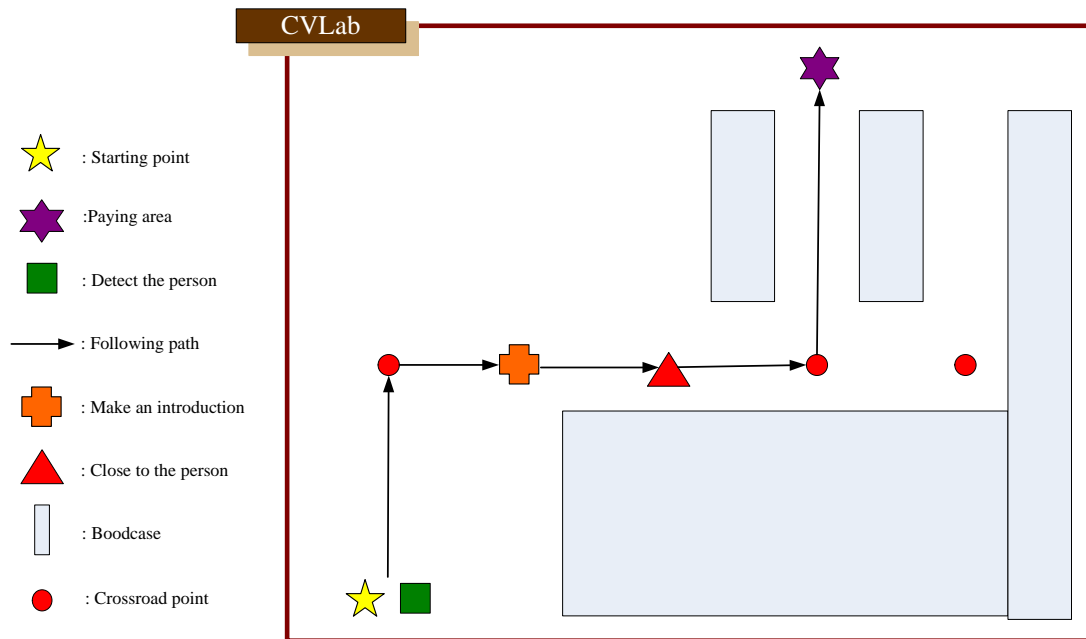 CVLab
: Starting point
:Paying area
: Detect the person
: Following path
: Make an introduction
: Close to the person
: Boodcase
: Crossroad point